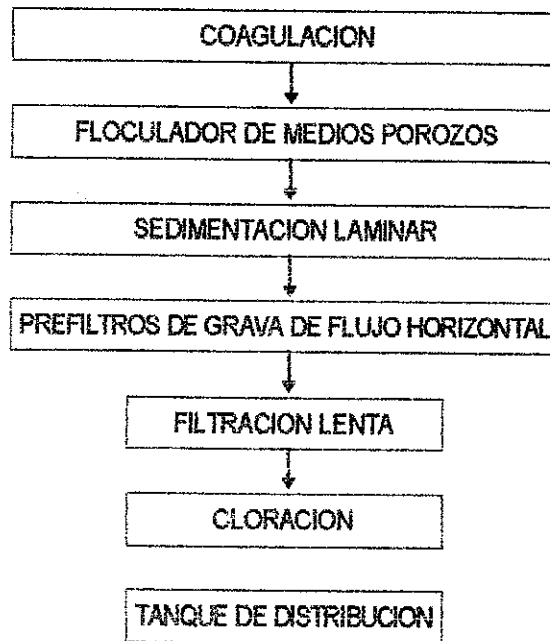 COAGULACION
FLOCULADOR DE MEDIOS POROZOS
SEDIMENTACION LAMINAR
PREFILTROS DE GRAVA DE FLUJO HORIZONTAL
FILTRACION LENTA
CLORACION
TANQUE DE DISTRIBUCION